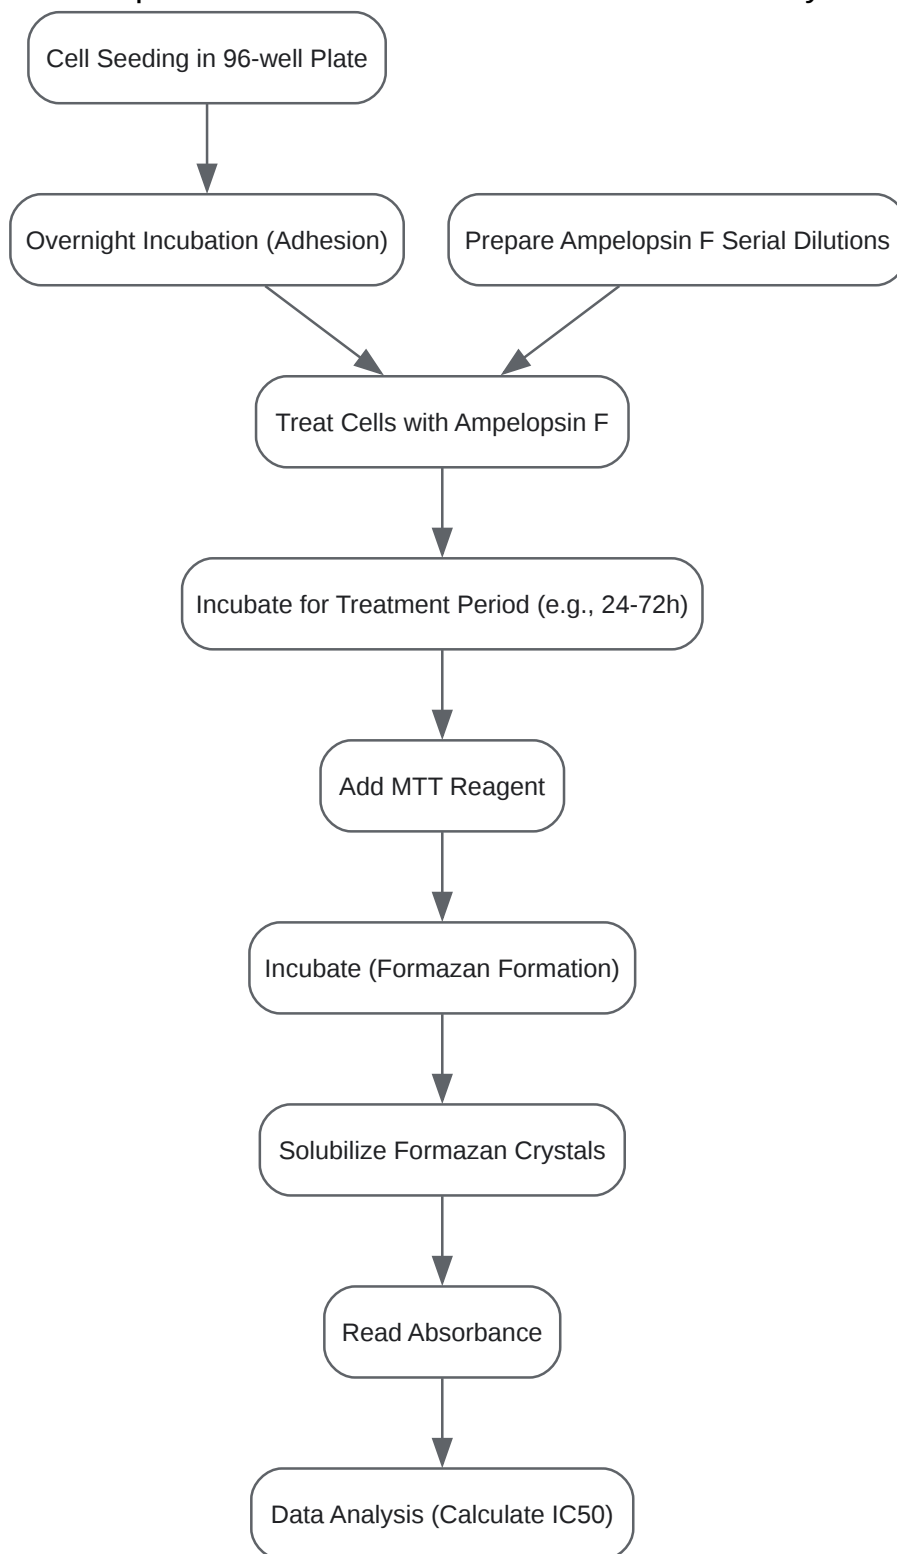 Cell Seeding in 96-well Plate
Overnight Incubation (Adhesion)
Prepare Ampelopsin F Serial Dilutions
Treat Cells with Ampelopsin F
Incubate for Treatment Period (e.g., 24-72h)
Add MTT Reagent
Incubate (Formazan Formation)
Solubilize Formazan Crystals
Read Absorbance
Data Analysis (Calculate IC50)